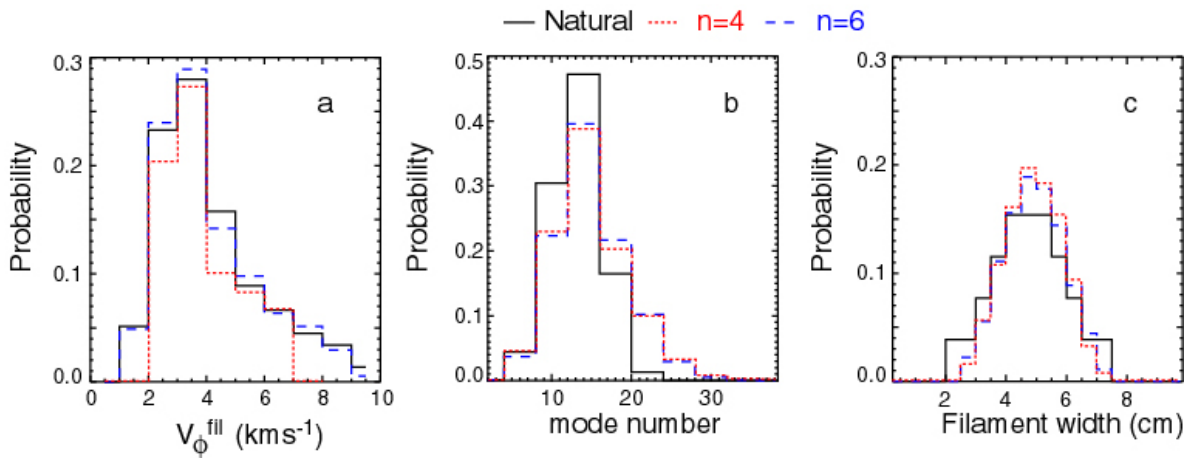 Natural n=4 n=6
a
0.3
0.2
0.1
0.0
Probability
0 2 4 6 8 10
V_ϕ^fil (kms⁻¹)
b
0.5
0.4
0.3
0.2
0.1
0.0
Probability
10 20 30
mode number
c
0.3
0.2
0.1
0.0
Probability
2 4 6 8
Filament width (cm)